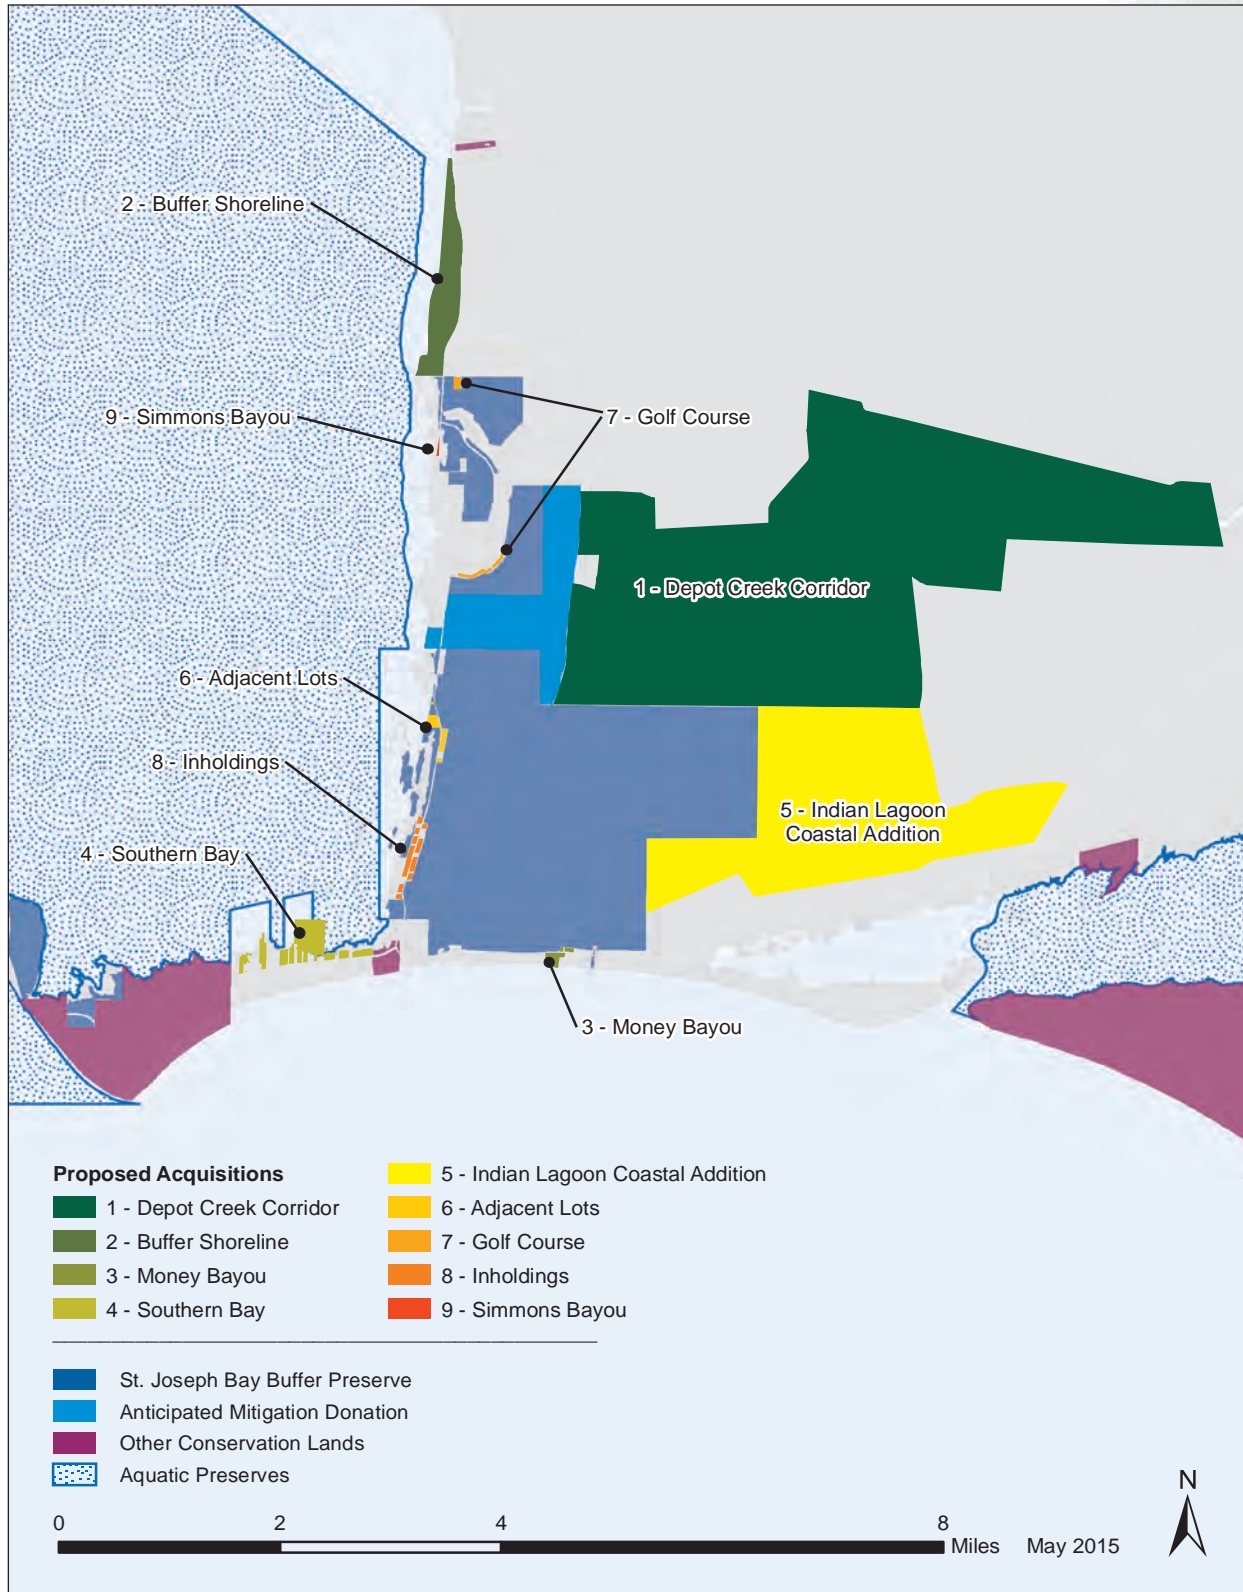 2 - Buffer Shoreline
9 - Simmons Bayou
7 - Golf Course
1 - Depot Creek Corridor
6 - Adjacent Lots
8 - Inholdings
5 - Indian Lagoon
Coastal Addition
4 - Southern Bay
3 - Money Bayou
Proposed Acquisitions
1 - Depot Creek Corridor
2 - Buffer Shoreline
3 - Money Bayou
4 - Southern Bay
5 - Indian Lagoon Coastal Addition
6 - Adjacent Lots
7 - Golf Course
8 - Inholdings
9 - Simmons Bayou
St. Joseph Bay Buffer Preserve
Anticipated Mitigation Donation
Other Conservation Lands
Aquatic Preserves
N
0 2 4 8
Miles May 2015